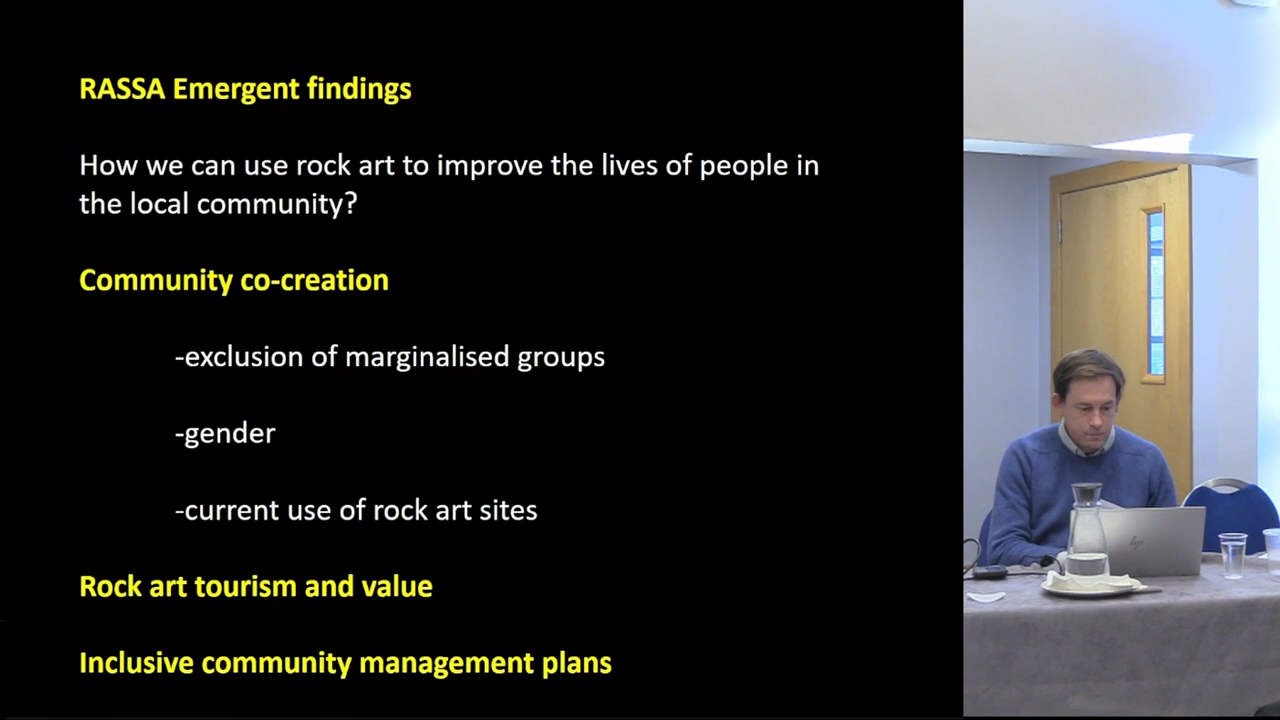 RASSA Emergent findings
How we can use rock art to improve the lives of people in
the local community?
Community co-creation
-exclusion of marginalised groups
-gender
-current use of rock art sites
Rock art tourism and value
Inclusive community management plans
hp